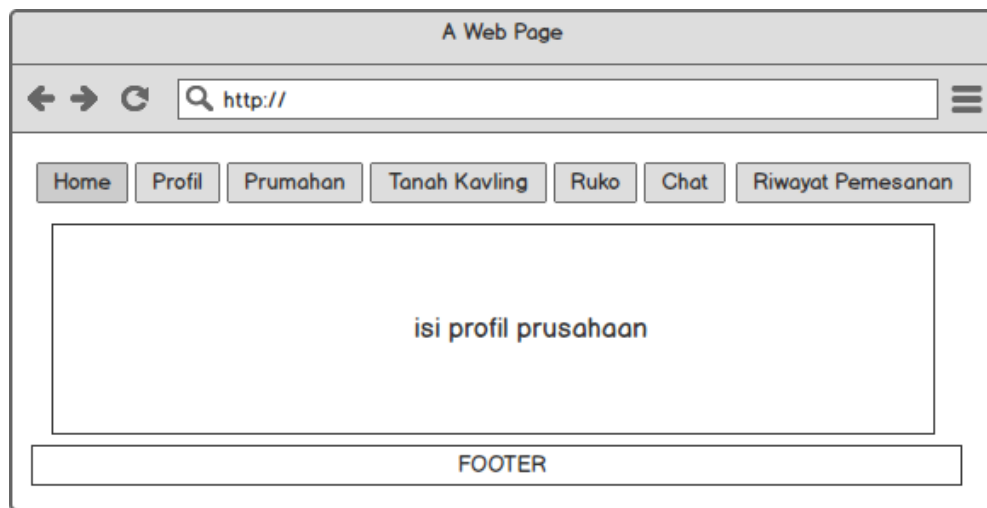 A Web Page
http://
Home Profil Prumahan Tanah Kavling Ruko Chat Riwayat Pemesanan
isi profil prusahaan
FOOTER